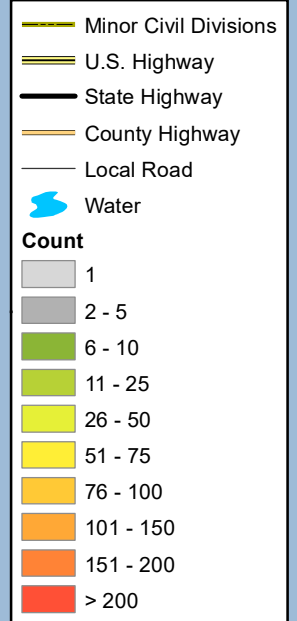 Minor Civil Divisions
U.S. Highway
State Highway
County Highway
Local Road
Water
Count
1
2 - 5
6 - 10
11 - 25
26 - 50
51 - 75
76 - 100
101 - 150
151 - 200
> 200